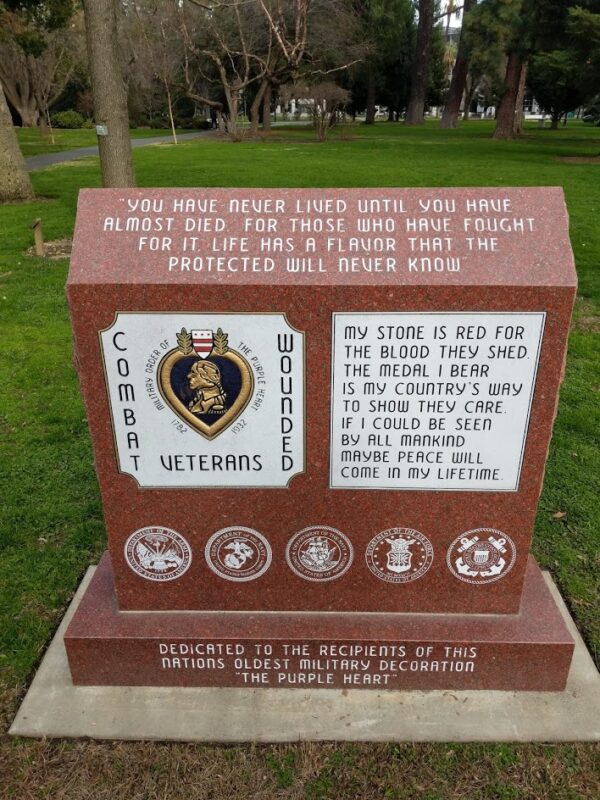 "YOU HAVE NEVER LIVED UNTIL YOU HAVE
ALMOST DIED. FOR THOSE WHO HAVE FOUGHT
FOR IT, LIFE HAS A FLAVOR THAT THE
PROTECTED WILL NEVER KNOW"
COMBAT
WOUNDED
VETERANS
MILITARY ORDER OF
THE PURPLE HEART
1782
1932
MY STONE IS RED FOR
THE BLOOD THEY SHED.
THE MEDAL I BEAR
IS MY COUNTRY'S WAY
TO SHOW THEY CARE.
IF I COULD BE SEEN
BY ALL MANKIND
MAYBE PEACE WILL
COME IN MY LIFETIME.
DEDICATED TO THE RECIPIENTS OF THIS
NATIONS OLDEST MILITARY DECORATION
"THE PURPLE HEART"